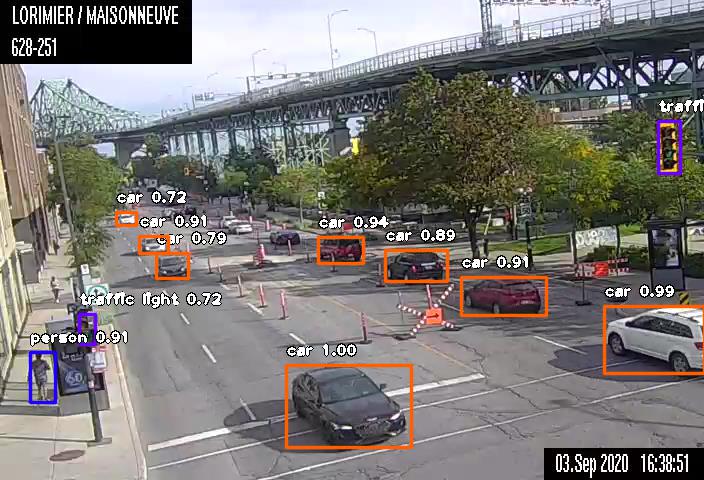 LORIMIER / MAISONNEUVE
628-251
traffi
car 0.72
car 0.91
car 0.79
car 0.94
car 0.89
car 0.91
traffic light 0.72
car 0.99
person 0.91
car 1.00
03.Sep 2020 16:38:51